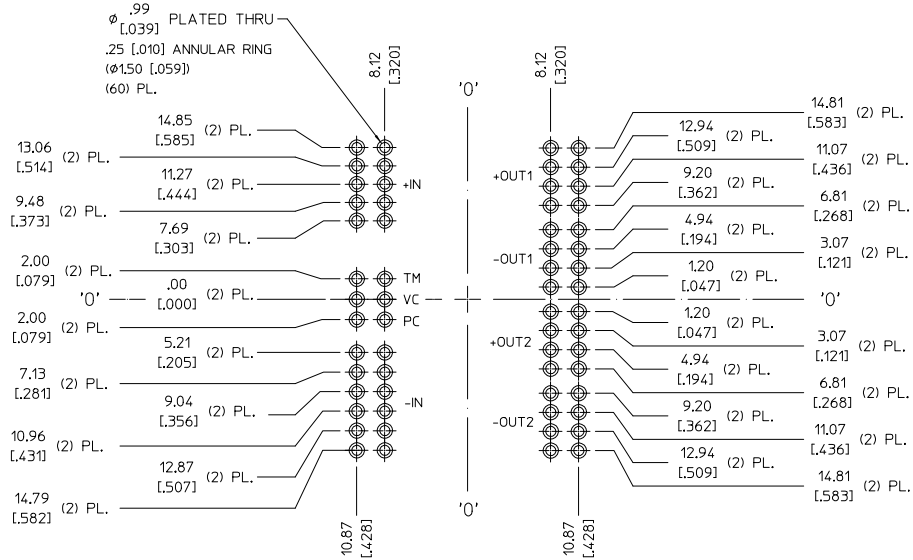 Ø .99 PLATED THRU
[.039]
.25 [.010] ANNULAR RING
(Ø1.50 [.059])
(60) PL.
8.12
[.320]
8.12
[.320]
'0'
14.85
[.585] (2) PL.
13.06
[.514] (2) PL.
11.27
[.444] (2) PL.
9.48
[.373] (2) PL.
7.69
[.303] (2) PL.
2.00
[.079] (2) PL.
'0'
.00
[.000] (2) PL.
2.00
[.079] (2) PL.
5.21
[.205] (2) PL.
7.13
[.281] (2) PL.
9.04
[.356] (2) PL.
10.96
[.431] (2) PL.
12.87
[.507] (2) PL.
14.79
[.582] (2) PL.
+IN
TM
VC
PC
-IN
+OUT1
-OUT1
+OUT2
-OUT2
14.81
[.583] (2) PL.
12.94
[.509] (2) PL.
11.07
[.436] (2) PL.
9.20
[.362] (2) PL.
6.81
[.268] (2) PL.
4.94
[.194] (2) PL.
3.07
[.121] (2) PL.
1.20
[.047] (2) PL.
'0'
1.20
[.047] (2) PL.
3.07
[.121] (2) PL.
4.94
[.194] (2) PL.
6.81
[.268] (2) PL.
9.20
[.362] (2) PL.
11.07
[.436] (2) PL.
12.94
[.509] (2) PL.
14.81
[.583] (2) PL.
'0'
10.87
[.428]
10.87
[.428]